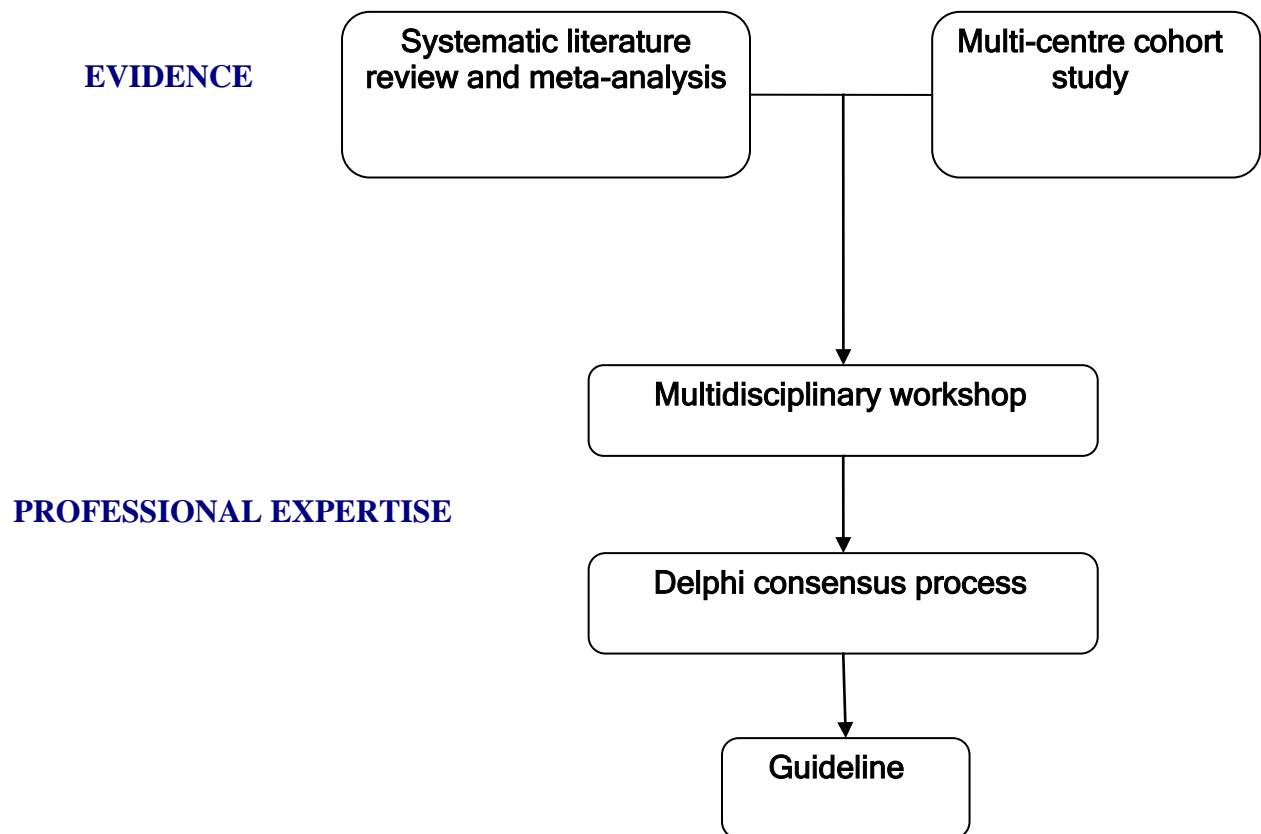 EVIDENCE
Systematic literature
review and meta-analysis
Multi-centre cohort
study
Multidisciplinary workshop
PROFESSIONAL EXPERTISE
Delphi consensus process
Guideline